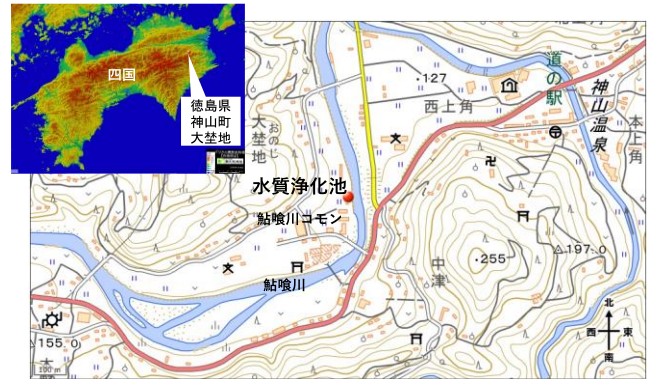 四国
徳島県
神山町
大埜地
・127
西上角
道の駅
神山温泉
本上角
大埜地
おのじ
水質浄化池
鮎喰川コモン
鮎喰川
中津
・255
△197.0
155.0
100 m
北
西
東
南